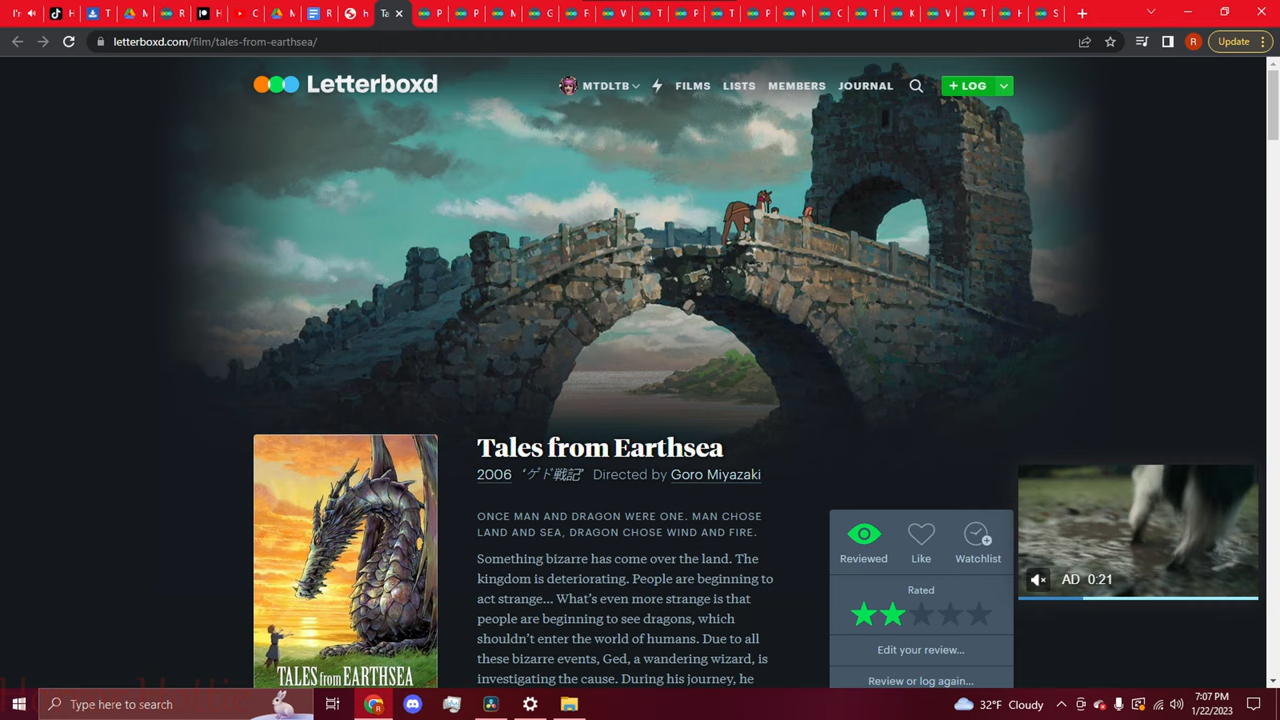 letterboxd.com/film/tales-from-earthsea/
Update
Letterboxd
MTDLTB
FILMS
LISTS
MEMBERS
JOURNAL
+ LOG
Tales from Earthsea
2006 ‘ゲド戦記’ Directed by Goro Miyazaki
ONCE MAN AND DRAGON WERE ONE. MAN CHOSE
LAND AND SEA, DRAGON CHOSE WIND AND FIRE.
Something bizarre has come over the land. The
kingdom is deteriorating. People are beginning to
act strange... What’s even more strange is that
people are beginning to see dragons, which
shouldn’t enter the world of humans. Due to all
these bizarre events, Ged, a wandering wizard, is
investigating the cause. During his journey, he
TALES from EARTHSEA
Reviewed
Like
Watchlist
Rated
Edit your review...
Review or log again...
AD 0:21
Type here to search
32°F Cloudy
7:07 PM
1/22/2023